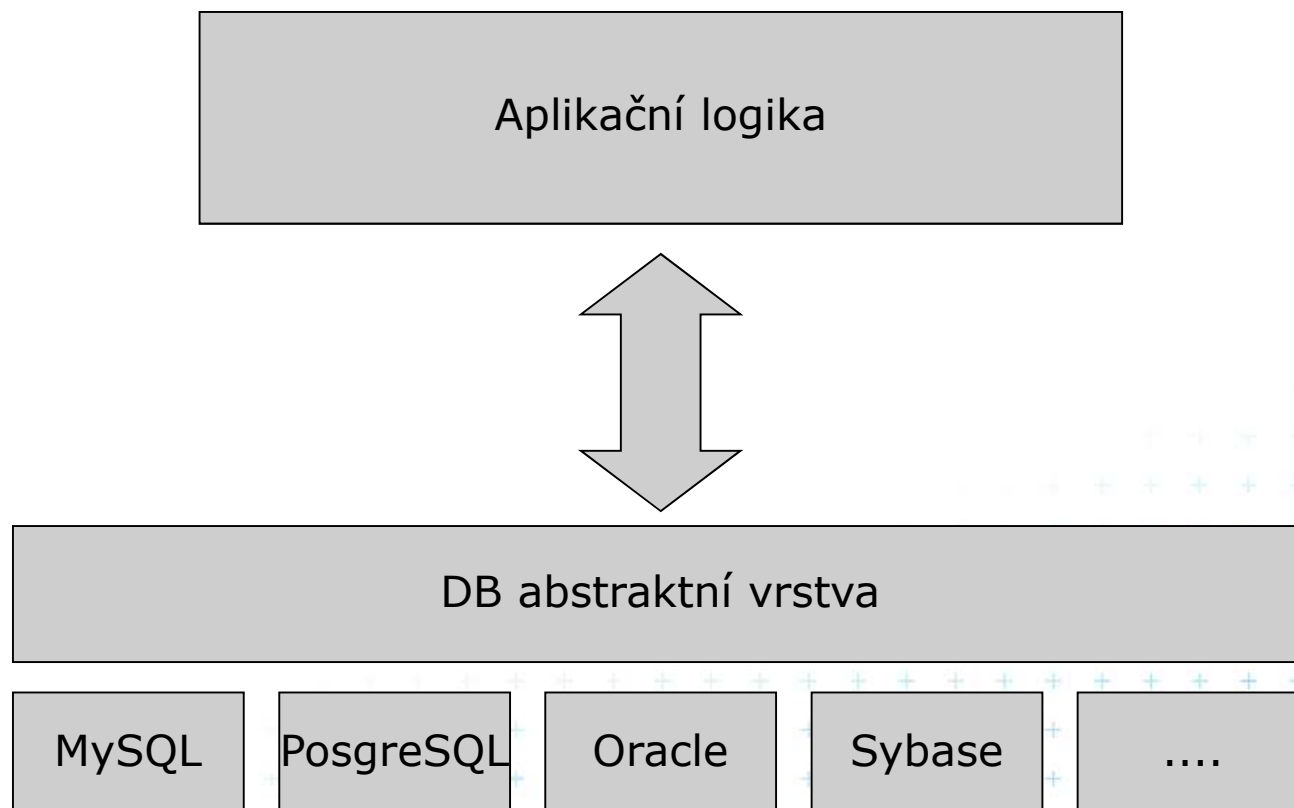 Aplikační logika
DB abstraktní vrstva
MySQL
PosgreSQL
Oracle
Sybase
....